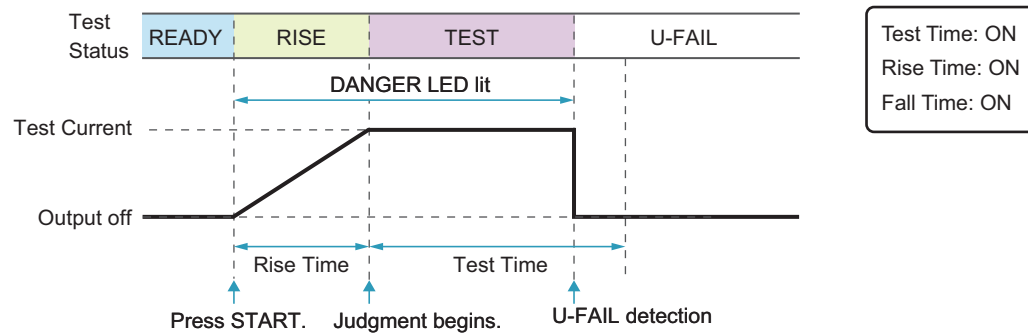 Test
Status
READY
RISE
TEST
U-FAIL
Test Time: ON
Rise Time: ON
Fall Time: ON
DANGER LED lit
Test Current
Output off
Rise Time
Test Time
Press START.
Judgment begins.
U-FAIL detection